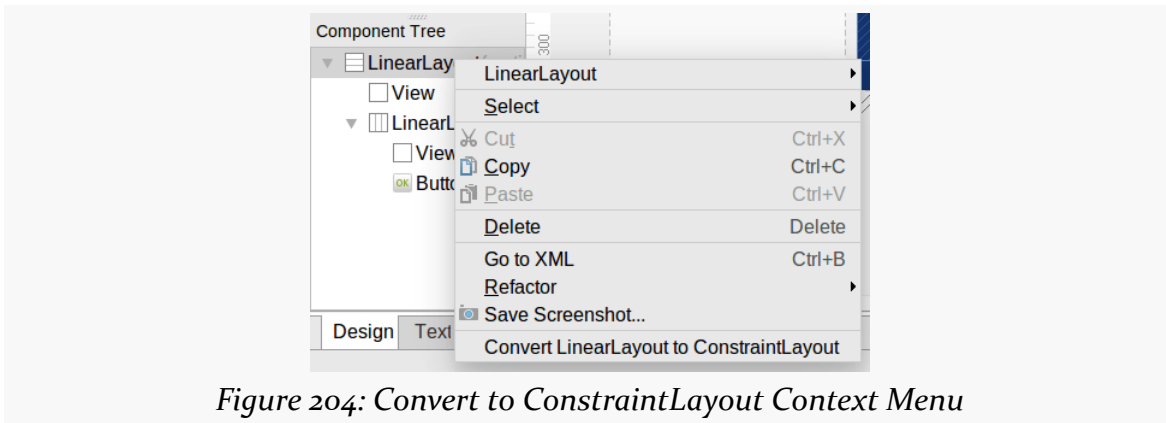 Component Tree
300
LinearLay
LinearLayout
View
Select
LinearL
Cut Ctrl+X
View
Copy Ctrl+C
OK Butto
Paste Ctrl+V
Delete Delete
Go to XML Ctrl+B
Refactor
Save Screenshot...
Design Text
Convert LinearLayout to ConstraintLayout
Figure 204: Convert to ConstraintLayout Context Menu